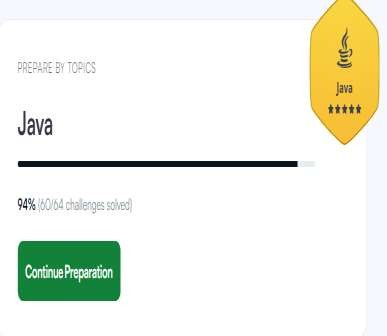 PREPARE BY TOPICS
Java
Java
94% (60/64 challenges solved)
Continue Preparation